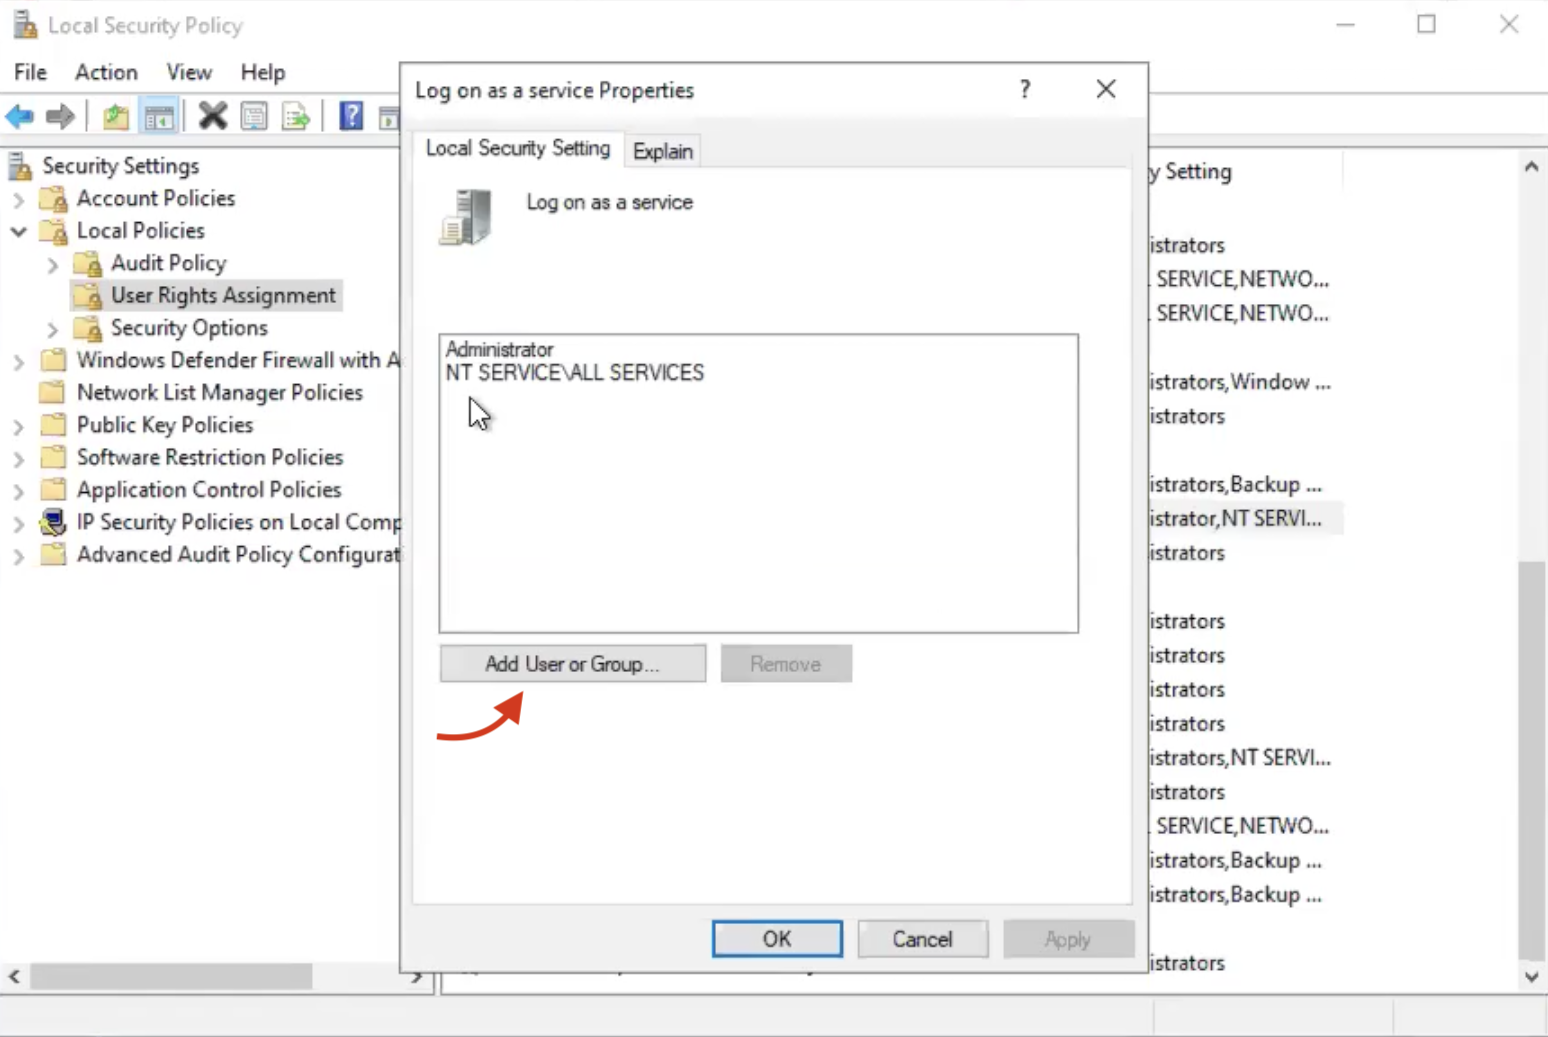 Local Security Policy
File Action View Help
Log on as a service Properties
?
Local Security Setting
Explain
Log on as a service
Administrator
NT SERVICE\ALL SERVICES
Add User or Group...
Remove
OK
Cancel
Apply
Security Settings
Account Policies
Local Policies
Audit Policy
User Rights Assignment
Security Options
Windows Defender Firewall with A
Network List Manager Policies
Public Key Policies
Software Restriction Policies
Application Control Policies
IP Security Policies on Local Comp
Advanced Audit Policy Configurat
y Setting
istrators
SERVICE,NETWO...
SERVICE,NETWO...
istrators,Window ...
istrators
istrators,Backup ...
istrator,NT SERVI...
istrators
istrators
istrators
istrators
istrators
istrators,NT SERVI...
istrators
SERVICE,NETWO...
istrators,Backup ...
istrators,Backup ...
istrators